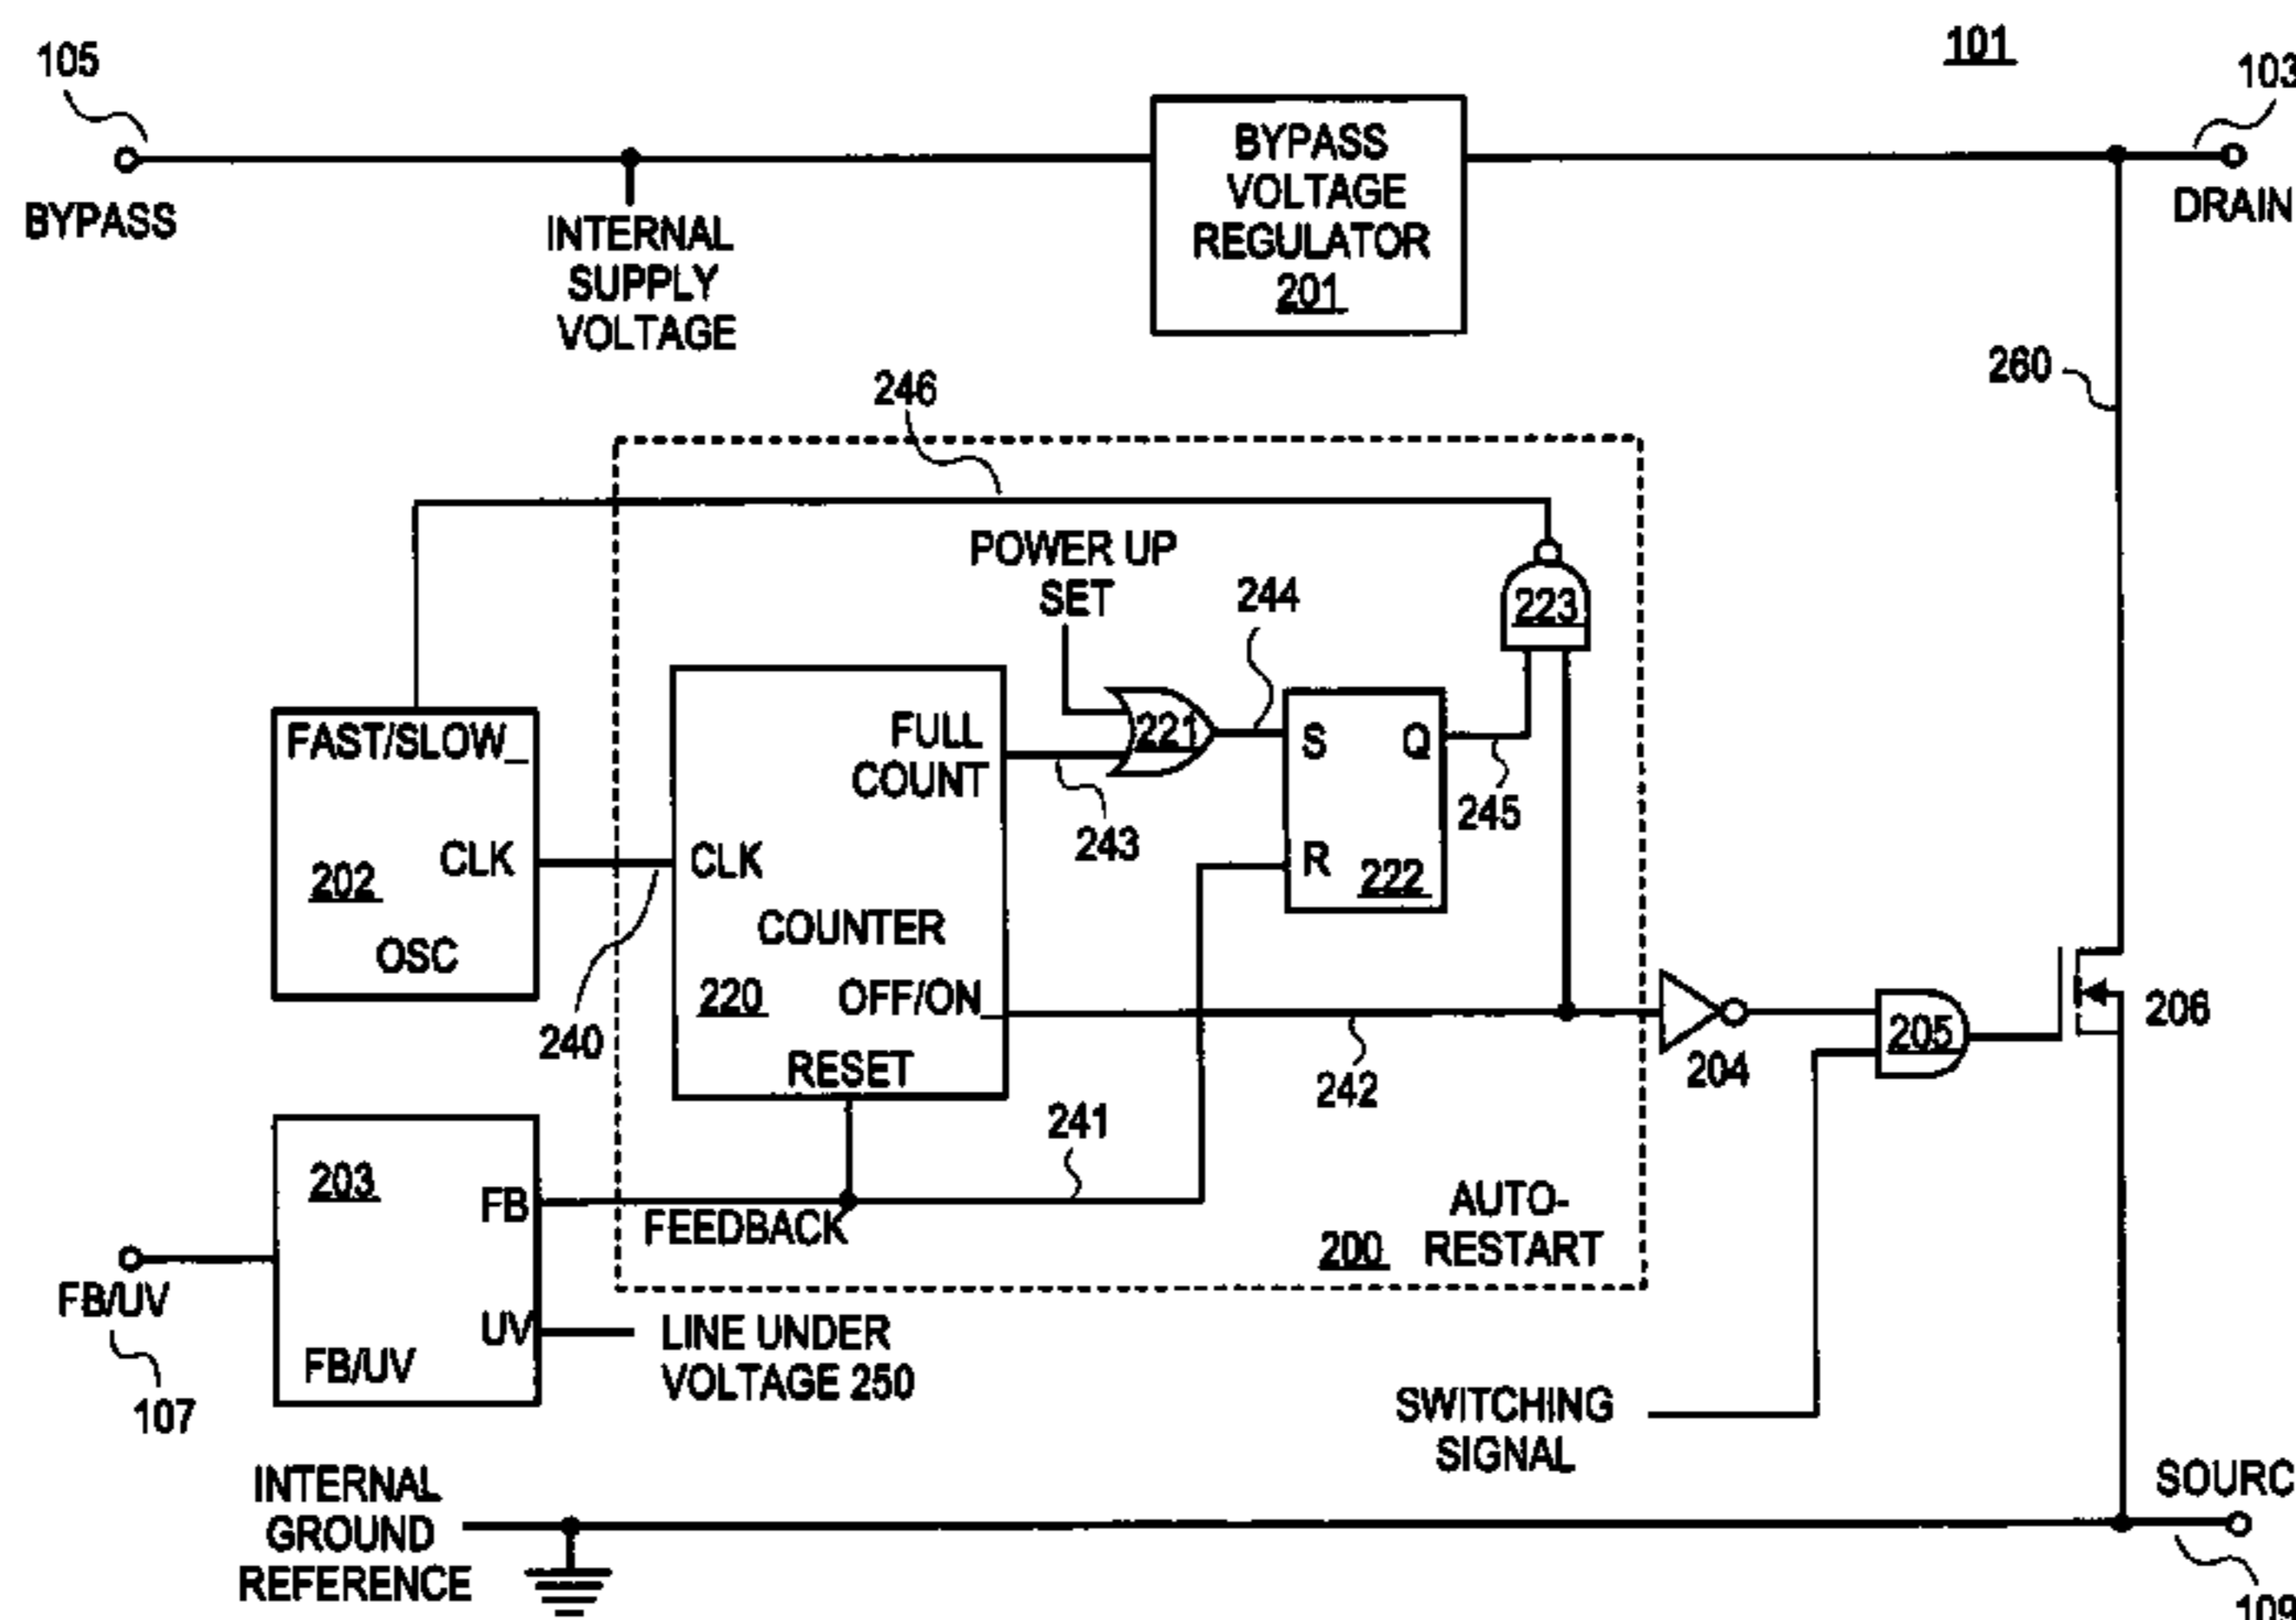 101
105
103
BYPASS
VOLTAGE
REGULATOR
201
BYPASS
DRAIN
INTERNAL
SUPPLY
VOLTAGE
260
246
POWER UP
SET
244
223
FAST/SLOW_
FULL
COUNT
221
S
Q
245
243
CLK
202
OSC
CLK
R
222
COUNTER
220
OFF/ON_
240
RESET
242
204
205
206
241
203
FB
FEEDBACK
AUTO-
RESTART
200
FB/UV
UV
FB/UV
107
LINE UNDER
VOLTAGE 250
SWITCHING
SIGNAL
INTERNAL
GROUND
REFERENCE
SOURC
109